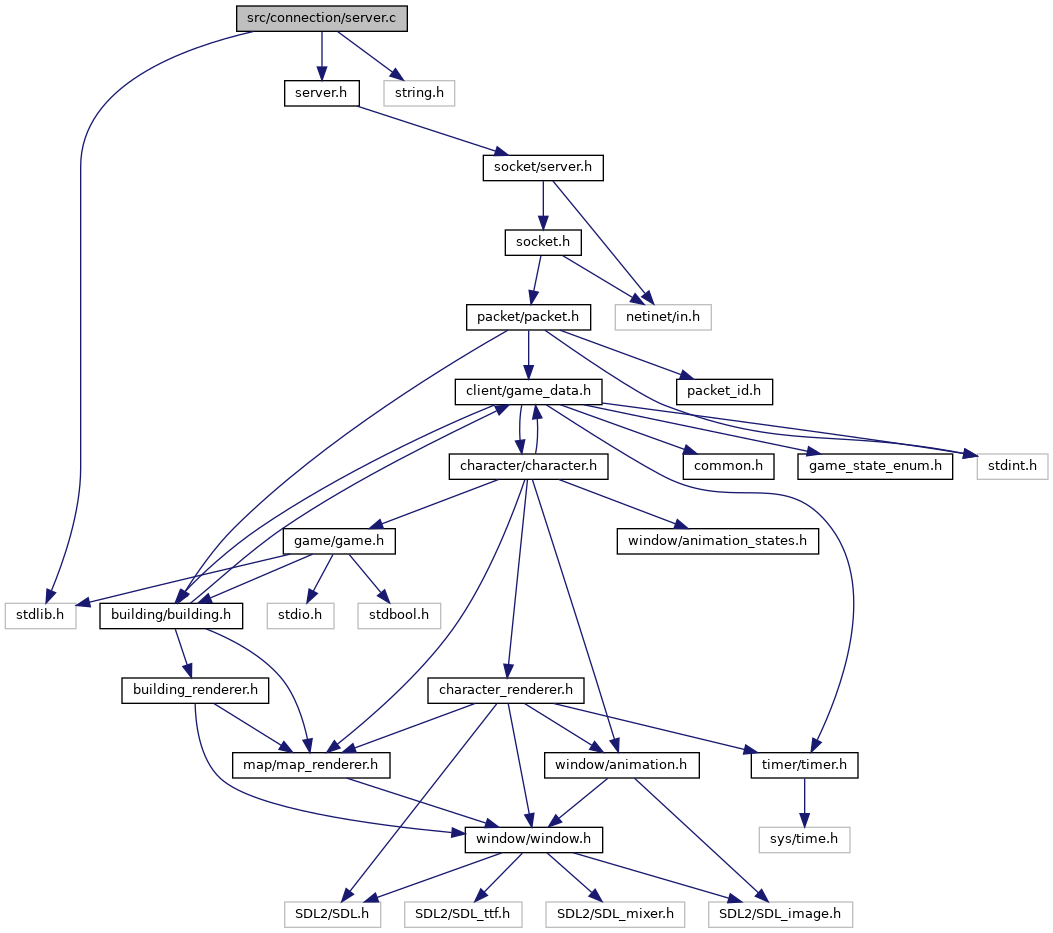 src/connection/server.c
server.h
string.h
socket/server.h
socket.h
packet/packet.h
netinet/in.h
client/game_data.h
packet_id.h
character/character.h
common.h
game_state_enum.h
stdint.h
game/game.h
window/animation_states.h
stdlib.h
building/building.h
stdio.h
stdbool.h
building_renderer.h
character_renderer.h
map/map_renderer.h
window/animation.h
timer/timer.h
window/window.h
sys/time.h
SDL2/SDL.h
SDL2/SDL_ttf.h
SDL2/SDL_mixer.h
SDL2/SDL_image.h